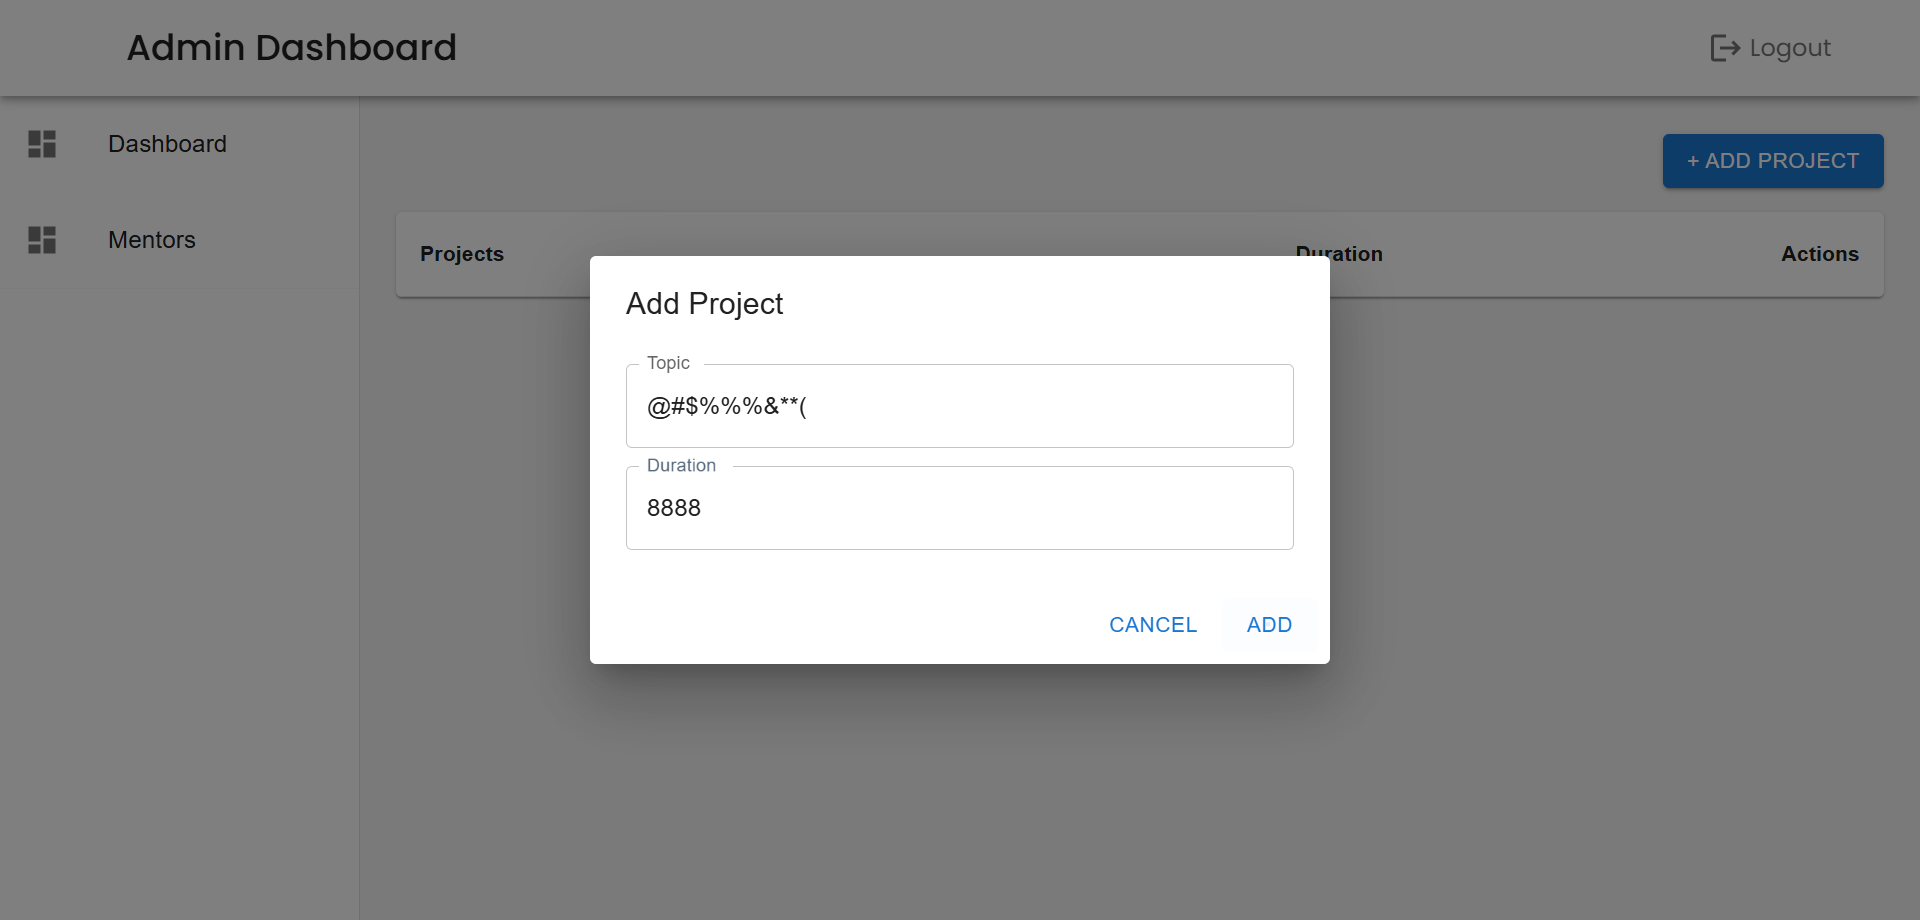 Admin Dashboard
Logout
Dashboard
Mentors
+ ADD PROJECT
Projects
Duration
Actions
Add Project
Topic
@#$%%%&**(
Duration
8888
CANCEL
ADD